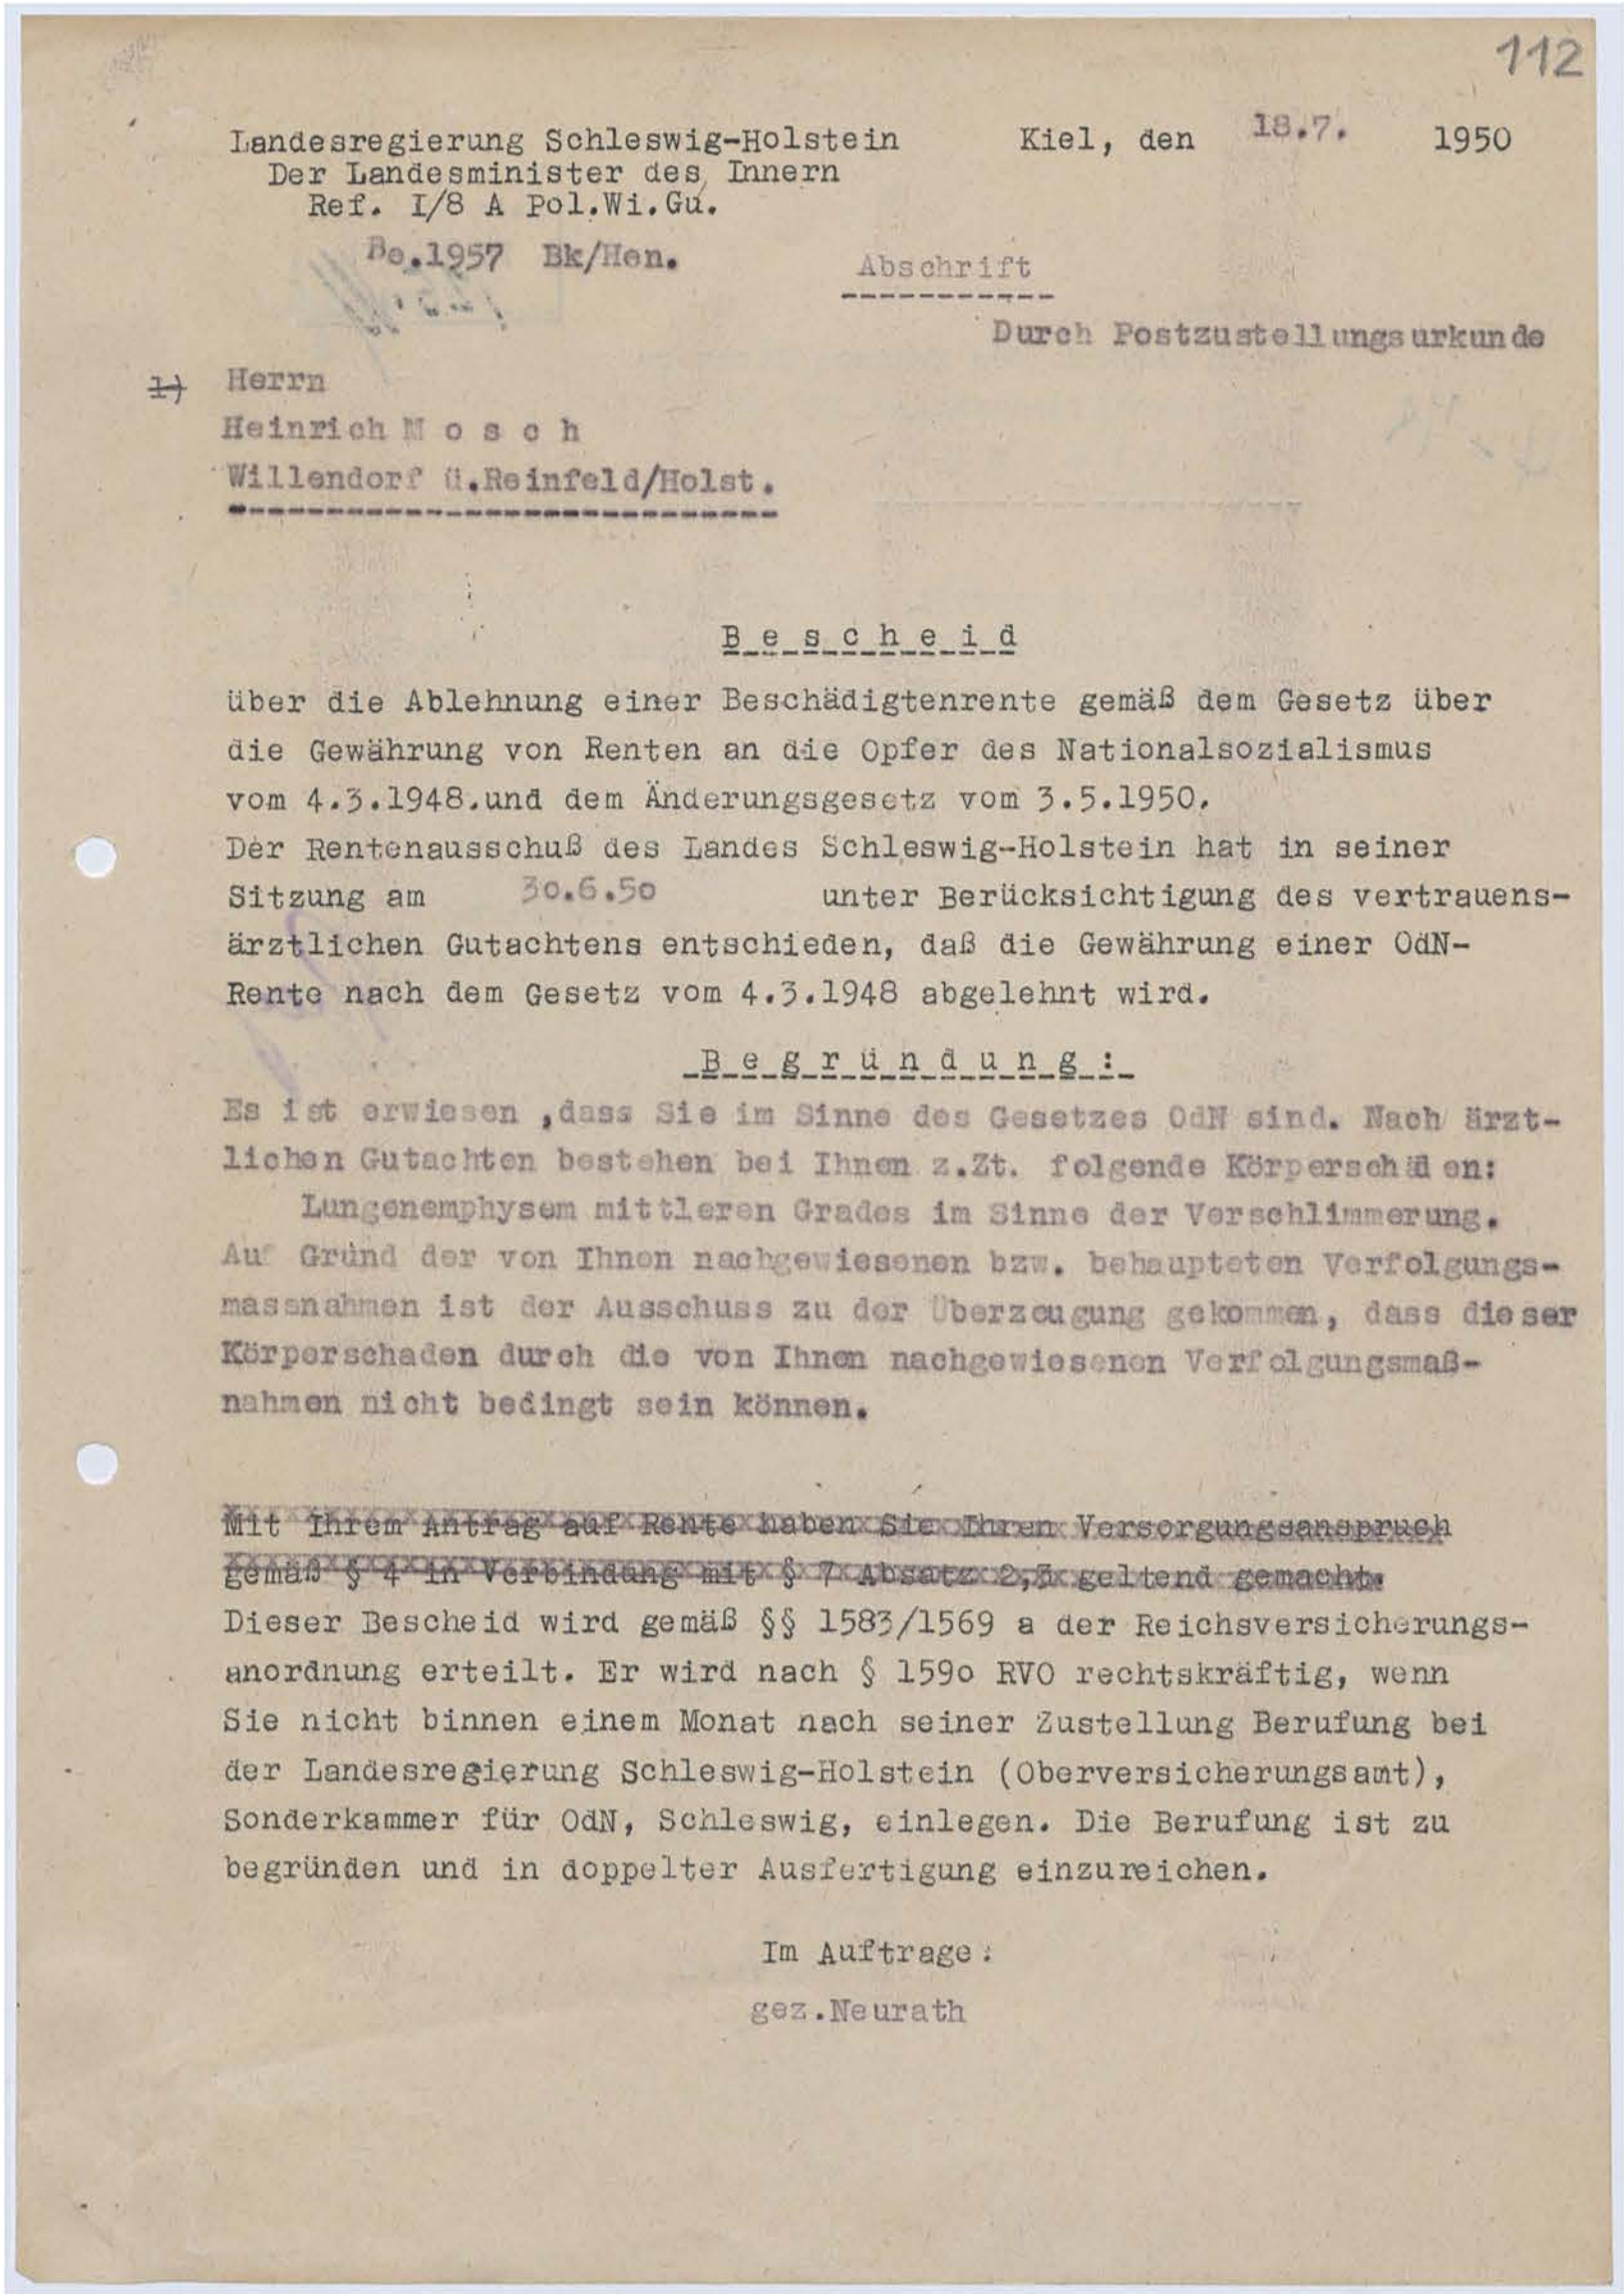 112
Landesregierung Schleswig-Holstein Kiel, den 18.7. 1950
Der Landesminister des Innern
Ref. I/8 A Pol.Wi.Gu.
Be.1957 Bk/Hen.
Abschrift
Durch Postzustellungsurkunde
1) Herrn
Heinrich M o s c h
Willendorf ü.Reinfeld/Holst.
B e s c h e i d
über die Ablehnung einer Beschädigtenrente gemäß dem Gesetz über
die Gewährung von Renten an die Opfer des Nationalsozialismus
vom 4.3.1948.und dem Änderungsgesetz vom 3.5.1950.
Der Rentenausschuß des Landes Schleswig-Holstein hat in seiner
Sitzung am 30.6.50 unter Berücksichtigung des vertrauens-
ärztlichen Gutachtens entschieden, daß die Gewährung einer OdN-
Rente nach dem Gesetz vom 4.3.1948 abgelehnt wird.
B e g r ü n d u n g :
Es ist erwiesen ,dass Sie im Sinne des Gesetzes OdN sind. Nach ärzt-
lichen Gutachten bestehen bei Ihnen z.Zt. folgende Körperschäden:
Lungenemphysem mittleren Grades im Sinne der Verschlimmerung.
Auf Grund der von Ihnen nachgewiesenen bzw. behaupteten Verfolgungs-
massnahmen ist der Ausschuss zu der Überzeugung gekommen, dass dieser
Körperschaden durch die von Ihnen nachgewiesenen Verfolgungsmaß-
nahmen nicht bedingt sein können.
Mit Ihrem Antrag auf Rente haben Sie Ihren Versorgungsanspruch
gemäß § 4 in Verbindung mit § 7 Absatz 2,3 geltend gemacht.
Dieser Bescheid wird gemäß §§ 1583/1569 a der Reichsversicherungs-
anordnung erteilt. Er wird nach § 159o RVO rechtskräftig, wenn
Sie nicht binnen einem Monat nach seiner Zustellung Berufung bei
der Landesregierung Schleswig-Holstein (Oberversicherungsamt),
Sonderkammer für OdN, Schleswig, einlegen. Die Berufung ist zu
begründen und in doppelter Ausfertigung einzureichen.
Im Auftrage:
gez.Neurath